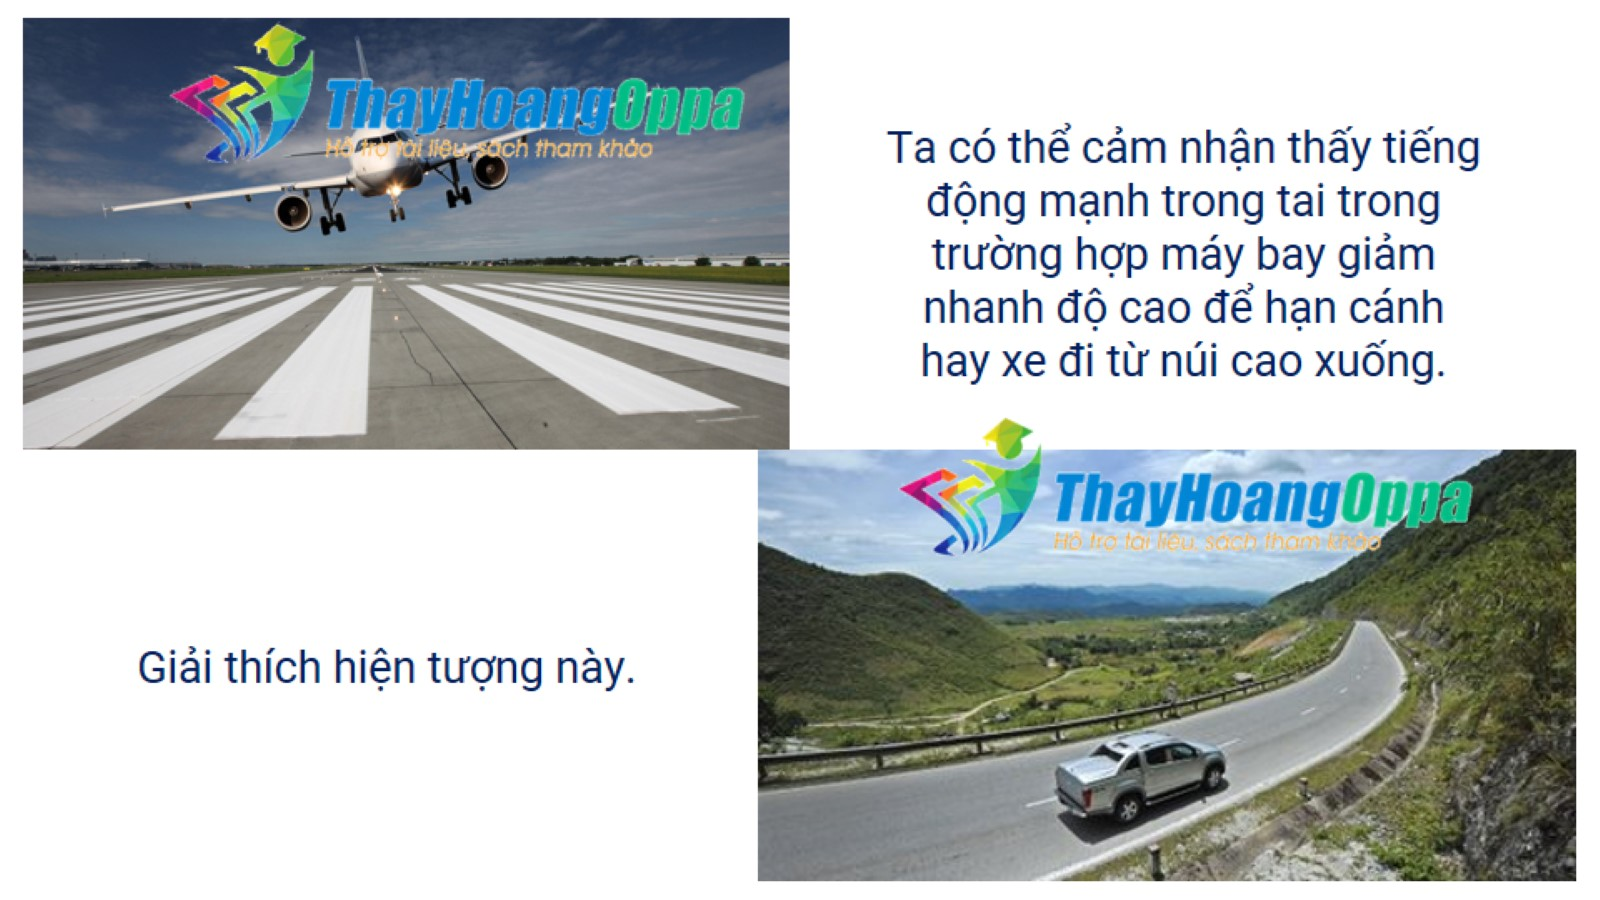 ThayHoangOppa
Hỗ trợ tài liệu, sách tham khảo
Ta có thể cảm nhận thấy tiếng
động mạnh trong tai trong
trường hợp máy bay giảm
nhanh độ cao để hạn cánh
hay xe đi từ núi cao xuống.
ThayHoangOppa
Hỗ trợ tài liệu, sách tham khảo
Giải thích hiện tượng này.